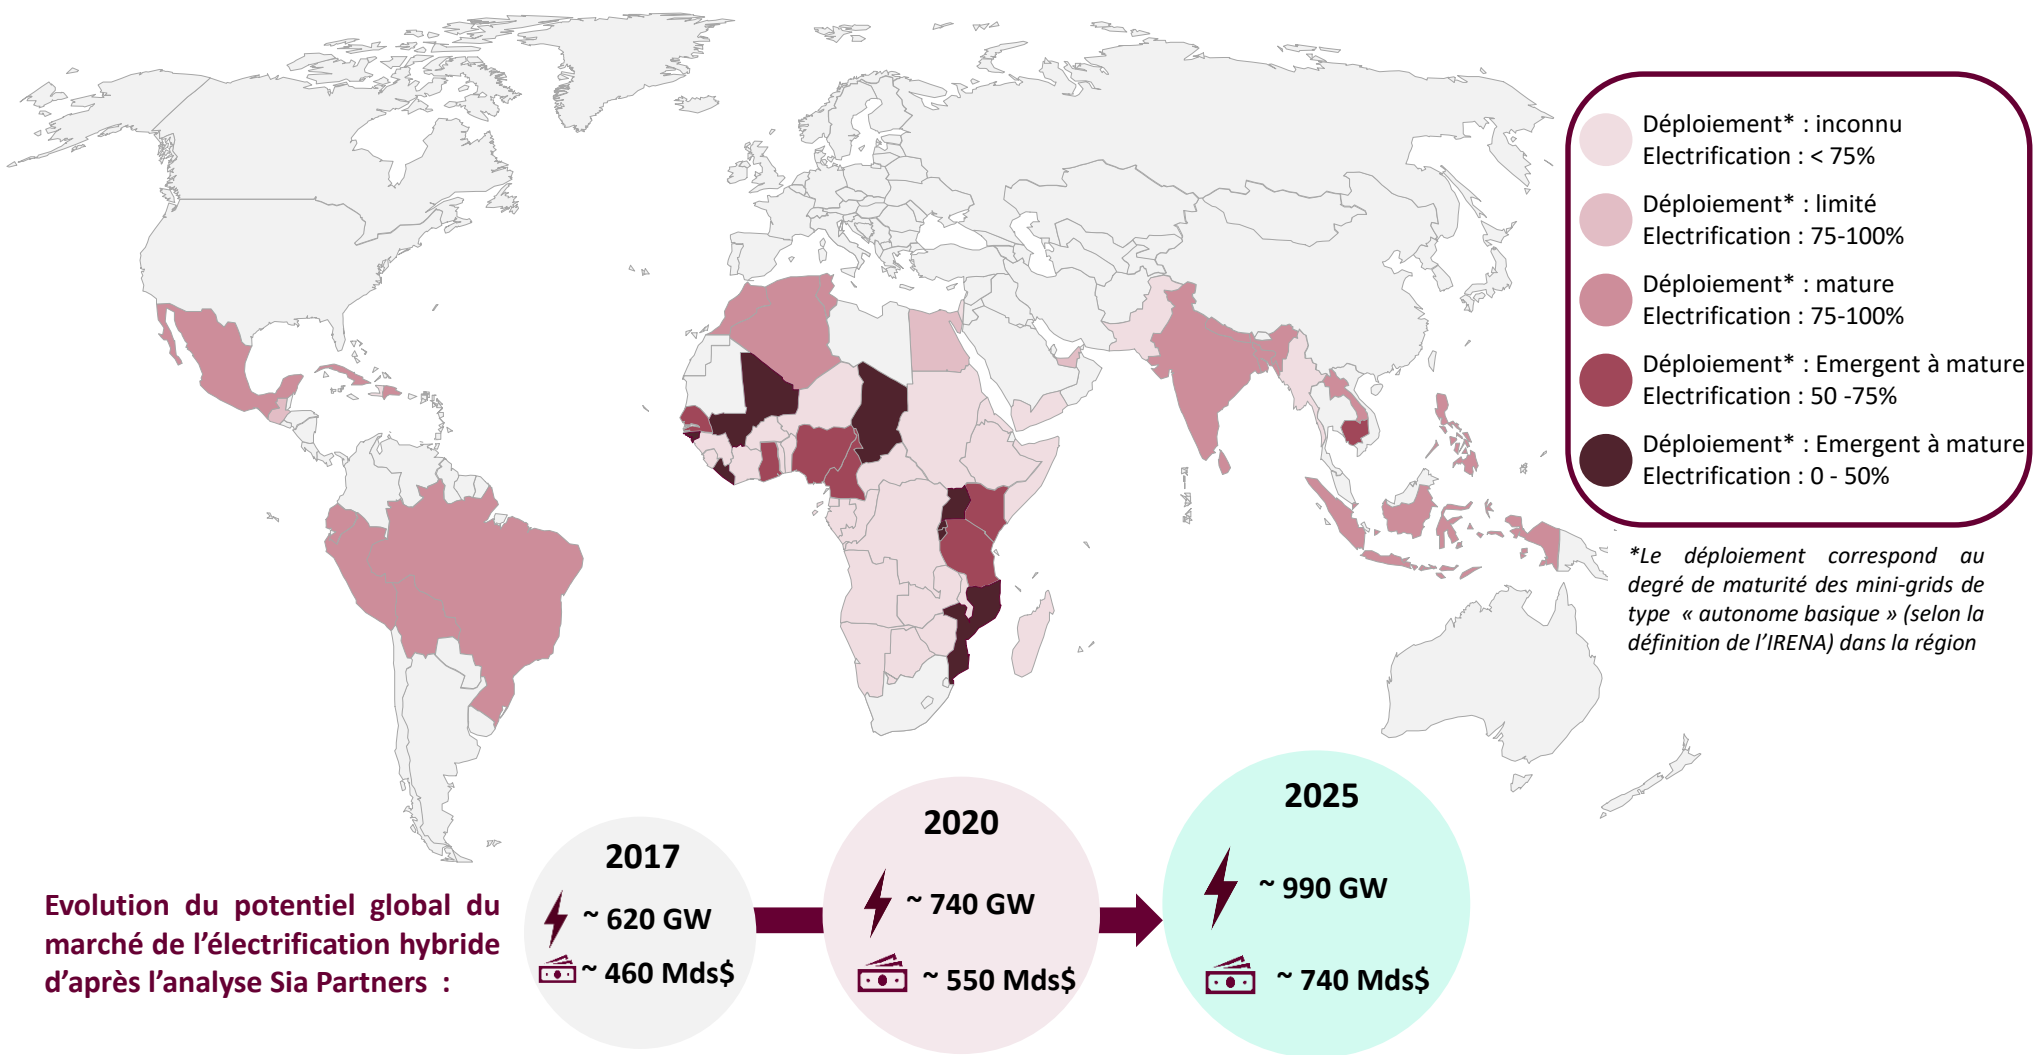 Déploiement* : inconnu
Electrification : < 75%
Déploiement* : limité
Electrification : 75-100%
Déploiement* : mature
Electrification : 75-100%
Déploiement* : Emergent à mature
Electrification : 50 -75%
Déploiement* : Emergent à mature
Electrification : 0 - 50%
*Le déploiement correspond au
degré de maturité des mini-grids de
type « autonome basique » (selon la
définition de l’IRENA) dans la région
Evolution du potentiel global du
marché de l’électrification hybride
d’après l’analyse Sia Partners :
2017
~ 620 GW
~ 460 Mds$
2020
~ 740 GW
~ 550 Mds$
2025
~ 990 GW
~ 740 Mds$